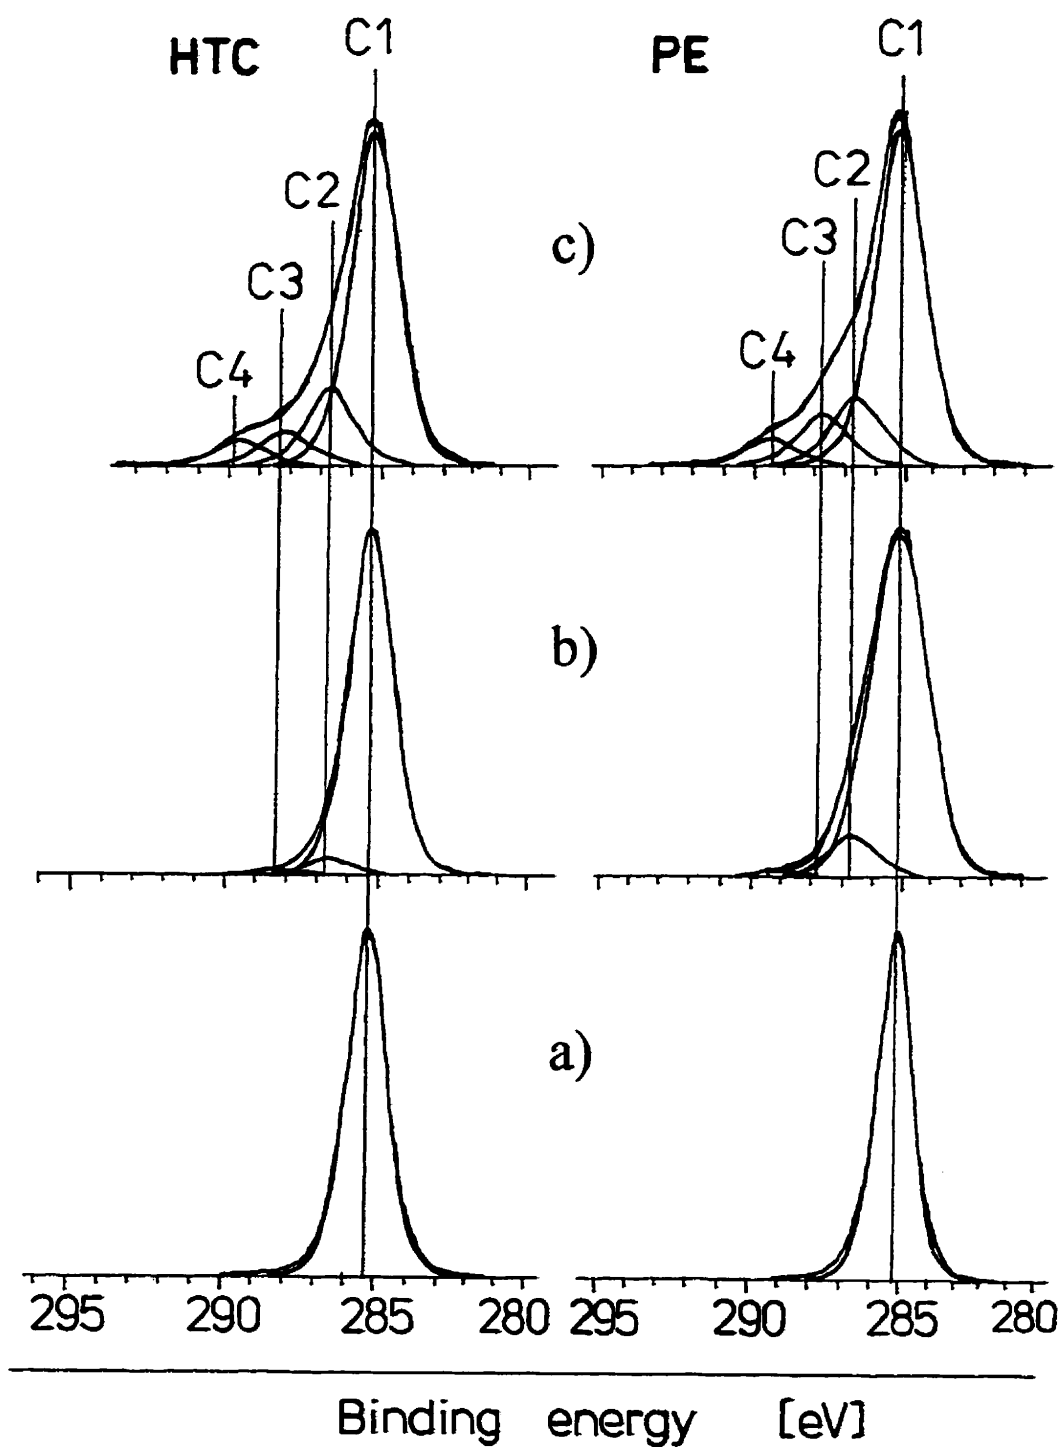 HTC C1 PE C1
C2 C2
C3 c) C3
C4 C4
b)
a)
295 290 285 280 295 290 285 280
Binding energy [eV]